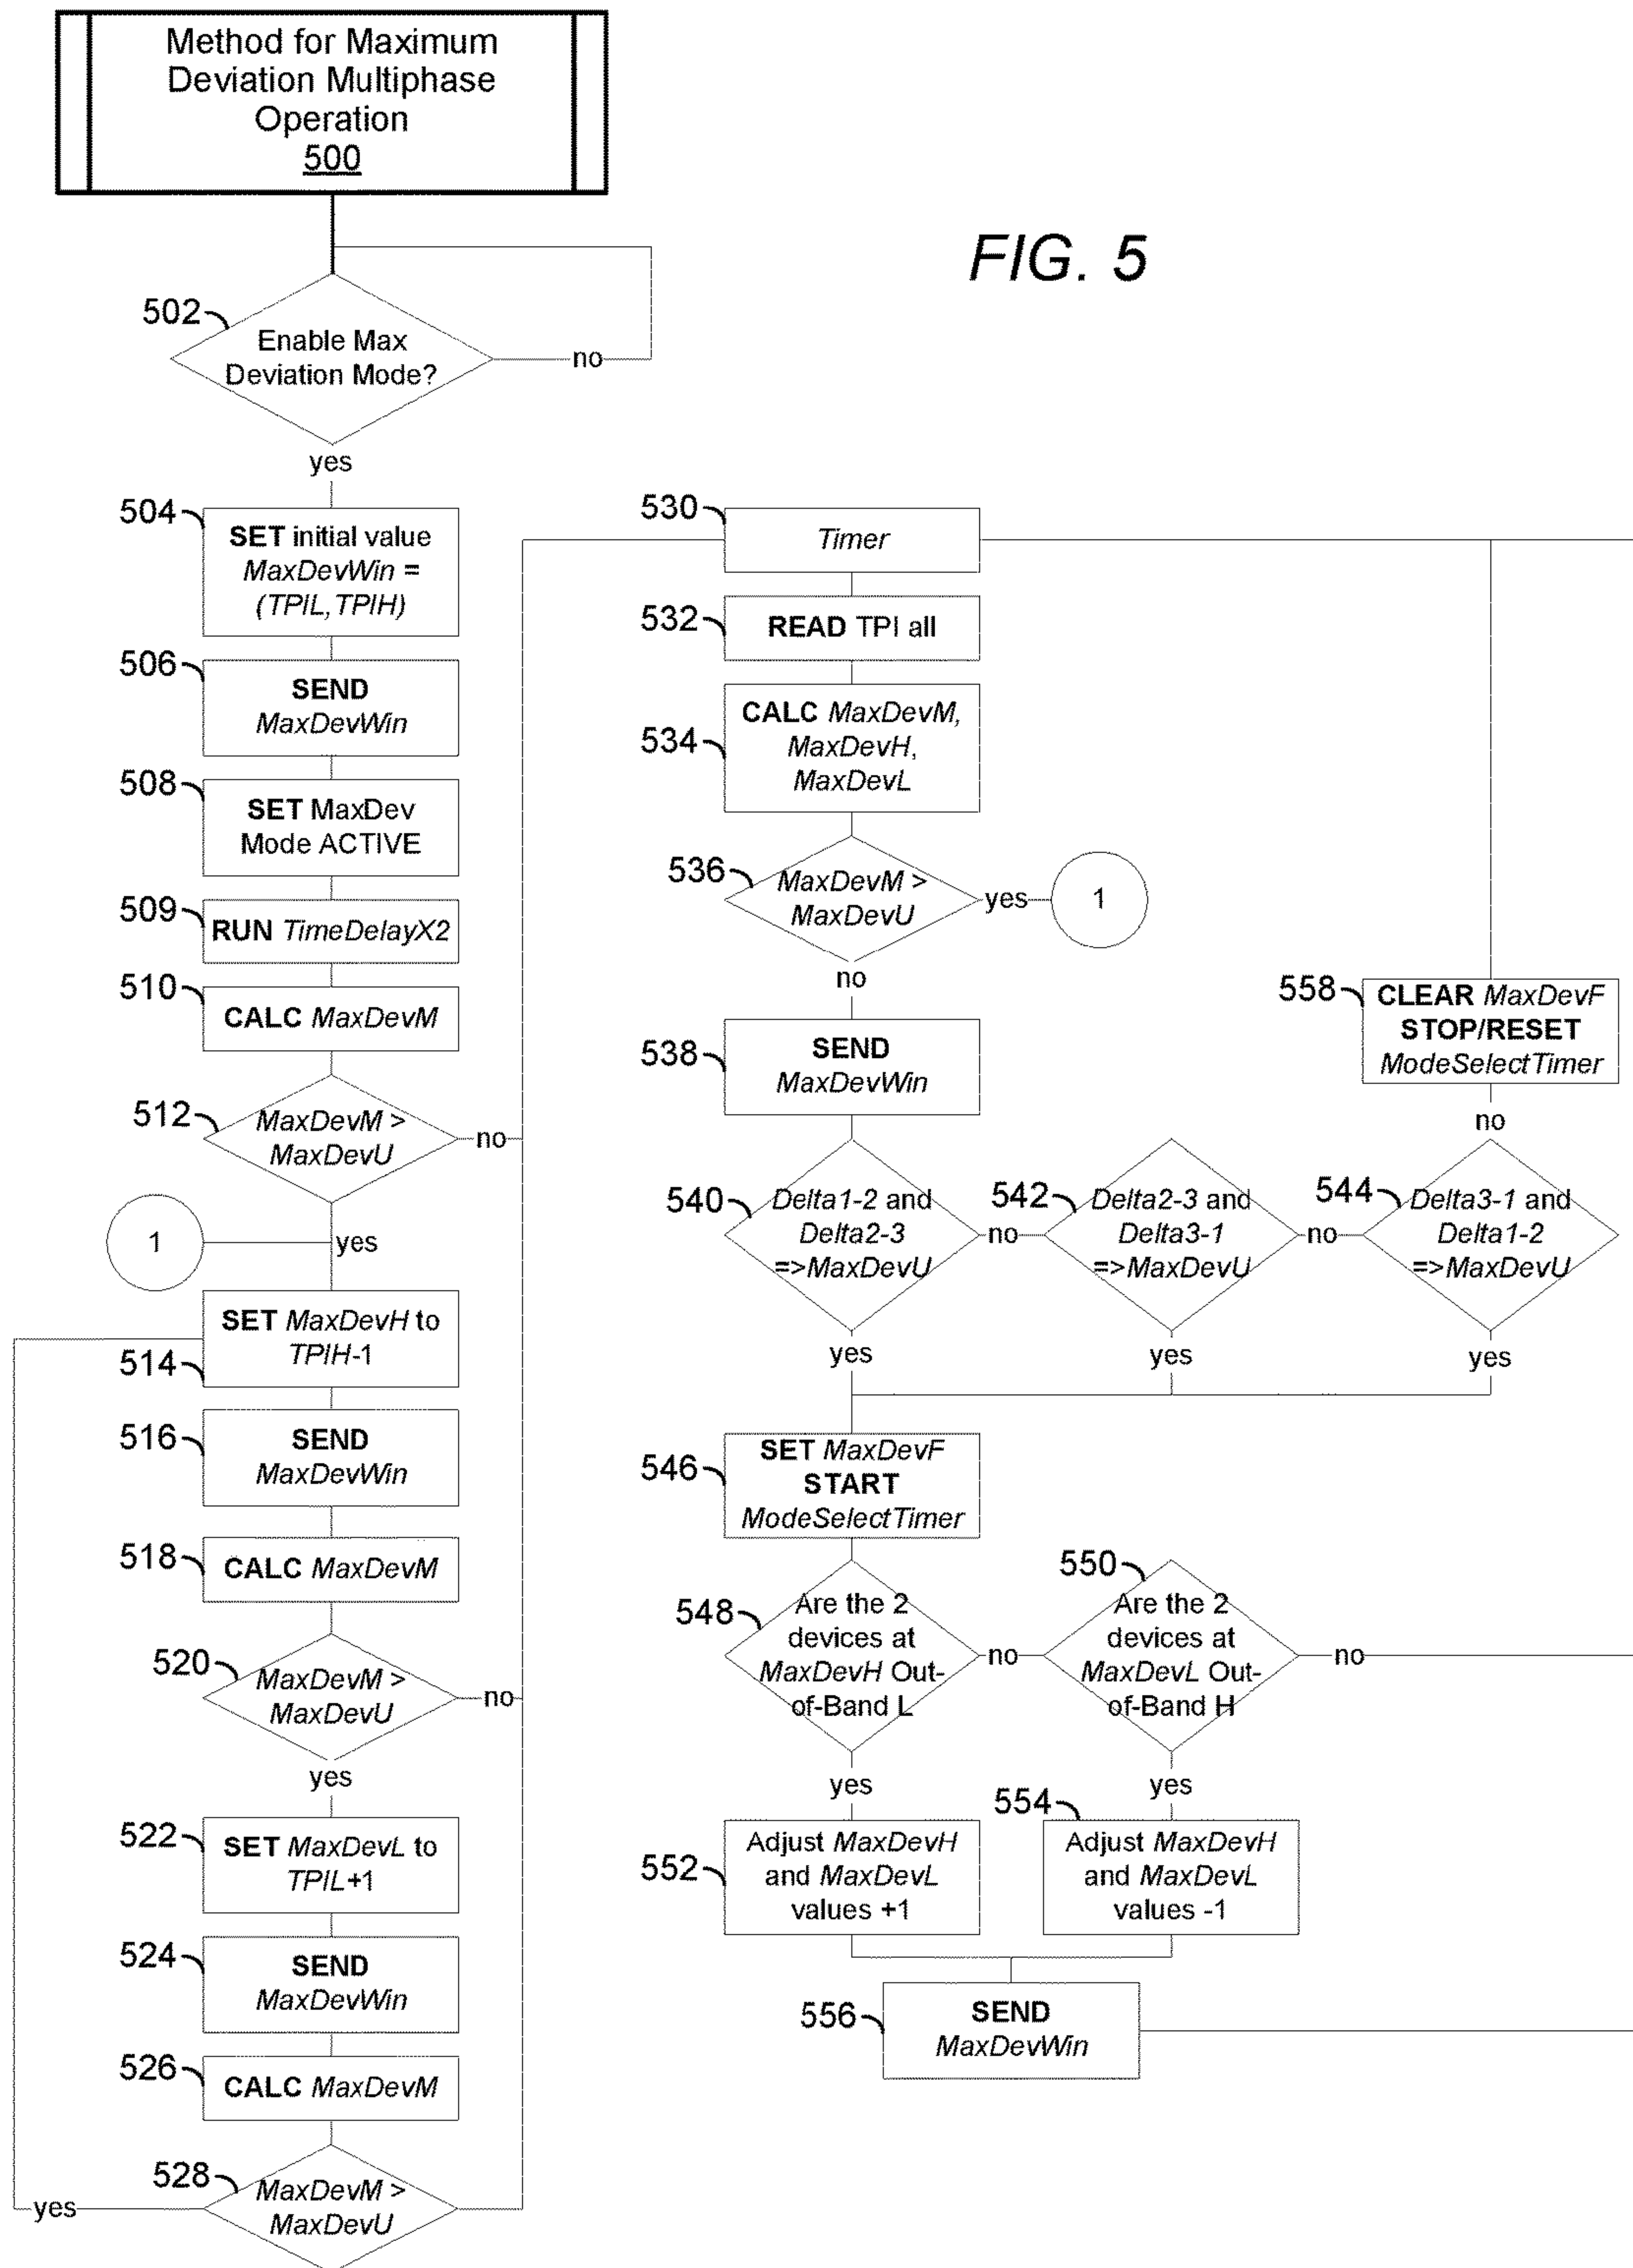 Method for Maximum
Deviation Multiphase
Operation
500
FIG. 5
502
Enable Max
Deviation Mode?
no
yes
504
SET initial value
MaxDevWin =
(TPIL,TPIH)
506
SEND
MaxDevWin
508
SET MaxDev
Mode ACTIVE
509
RUN TimeDelayX2
510
CALC MaxDevM
512
MaxDevM >
MaxDevU
no
1
yes
SET MaxDevH to
TPIH-1
514
516
SEND
MaxDevWin
518
CALC MaxDevM
520
MaxDevM >
MaxDevU
no
yes
522
SET MaxDevL to
TPIL+1
524
SEND
MaxDevWin
526
CALC MaxDevM
528
MaxDevM >
MaxDevU
yes
530
Timer
532
READ TPI all
534
CALC MaxDevM,
MaxDevH,
MaxDevL
536
MaxDevM >
MaxDevU
yes
1
no
538
SEND
MaxDevWin
540
Delta1-2 and
Delta2-3
=>MaxDevU
no
yes
542
Delta2-3 and
Delta3-1
=>MaxDevU
no
yes
544
Delta3-1 and
Delta1-2
=>MaxDevU
no
yes
558
CLEAR MaxDevF
STOP/RESET
ModeSelectTimer
546
SET MaxDevF
START
ModeSelectTimer
548
Are the 2
devices at
MaxDevH Out-
of-Band L
no
yes
550
Are the 2
devices at
MaxDevL Out-
of-Band H
no
yes
552
Adjust MaxDevH
and MaxDevL
values +1
554
Adjust MaxDevH
and MaxDevL
values -1
556
SEND
MaxDevWin